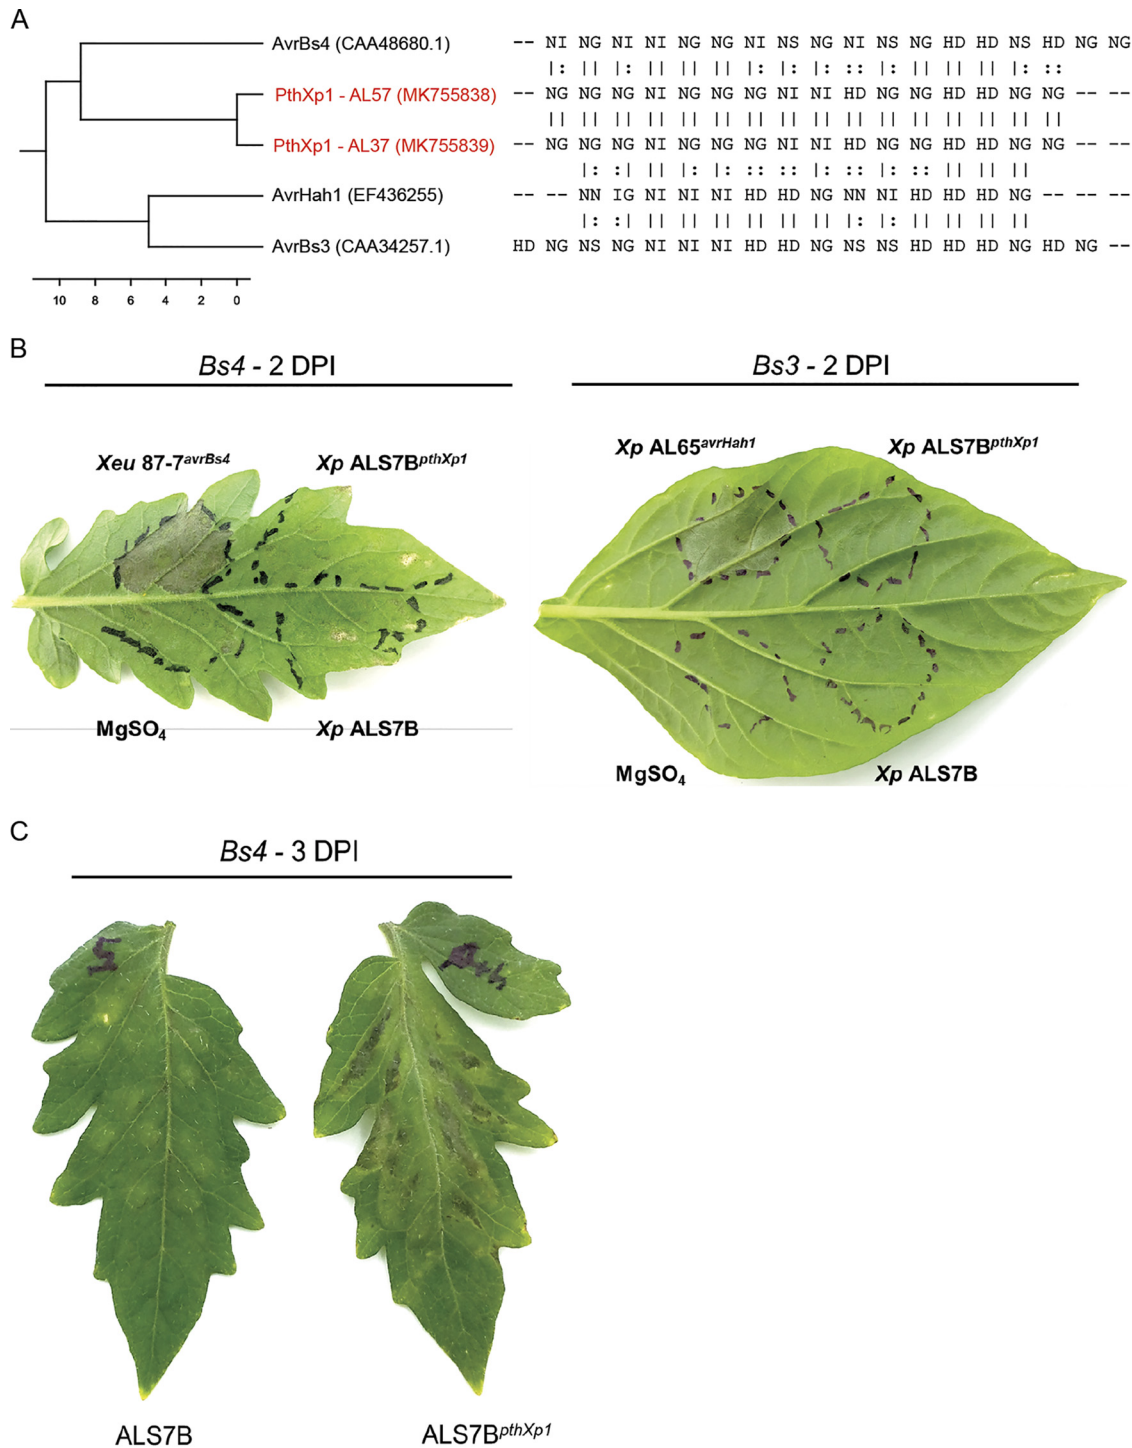 A
AvrBs4 (CAA48680.1) -- NI NG NI NI NG NG NI NS NG NI NS NG HD HD NS HD NG NG
|: || |: || || || |: |: |: :: |: || || || |: ::
PthXp1 - AL57 (MK755838) -- NG NG NG NI NG NG NG NI NI HD NG NG HD HD NG NG -- --
|| || || || || || || || || || || || || || || ||
PthXp1 - AL37 (MK755839) -- NG NG NG NI NG NG NG NI NI HD NG NG HD HD NG NG -- --
|: :| || |: |: :: :: |: :: |: :: || || ||
AvrHah1 (EF436255) -- -- NN IG NI NI NI HD HD NG NN NI HD HD HD NG -- -- --
|: :| || || || || || || |: |: || || || ||
AvrBs3 (CAA34257.1) HD NG NS NG NI NI NI HD HD NG NS NS HD HD HD NG HD NG --
10 8 6 4 2 0
B
Bs4 - 2 DPI Bs3 - 2 DPI
Xeu 87-7avrBs4 Xp ALS7BpthXp1 Xp AL65avrHah1 Xp ALS7BpthXp1
MgSO4 Xp ALS7B MgSO4 Xp ALS7B
C
Bs4 - 3 DPI
ALS7B ALS7BpthXp1